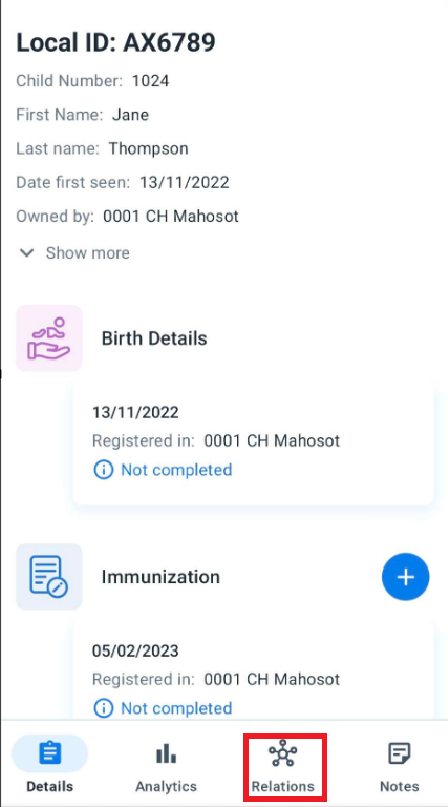 Local ID: AX6789
Child Number: 1024
First Name: Jane
Last name: Thompson
Date first seen: 13/11/2022
Owned by: 0001 CH Mahosot
Show more
Birth Details
13/11/2022
Registered in: 0001 CH Mahosot
Not completed
Immunization
05/02/2023
Registered in: 0001 CH Mahosot
Not completed
Details Analytics Relations Notes